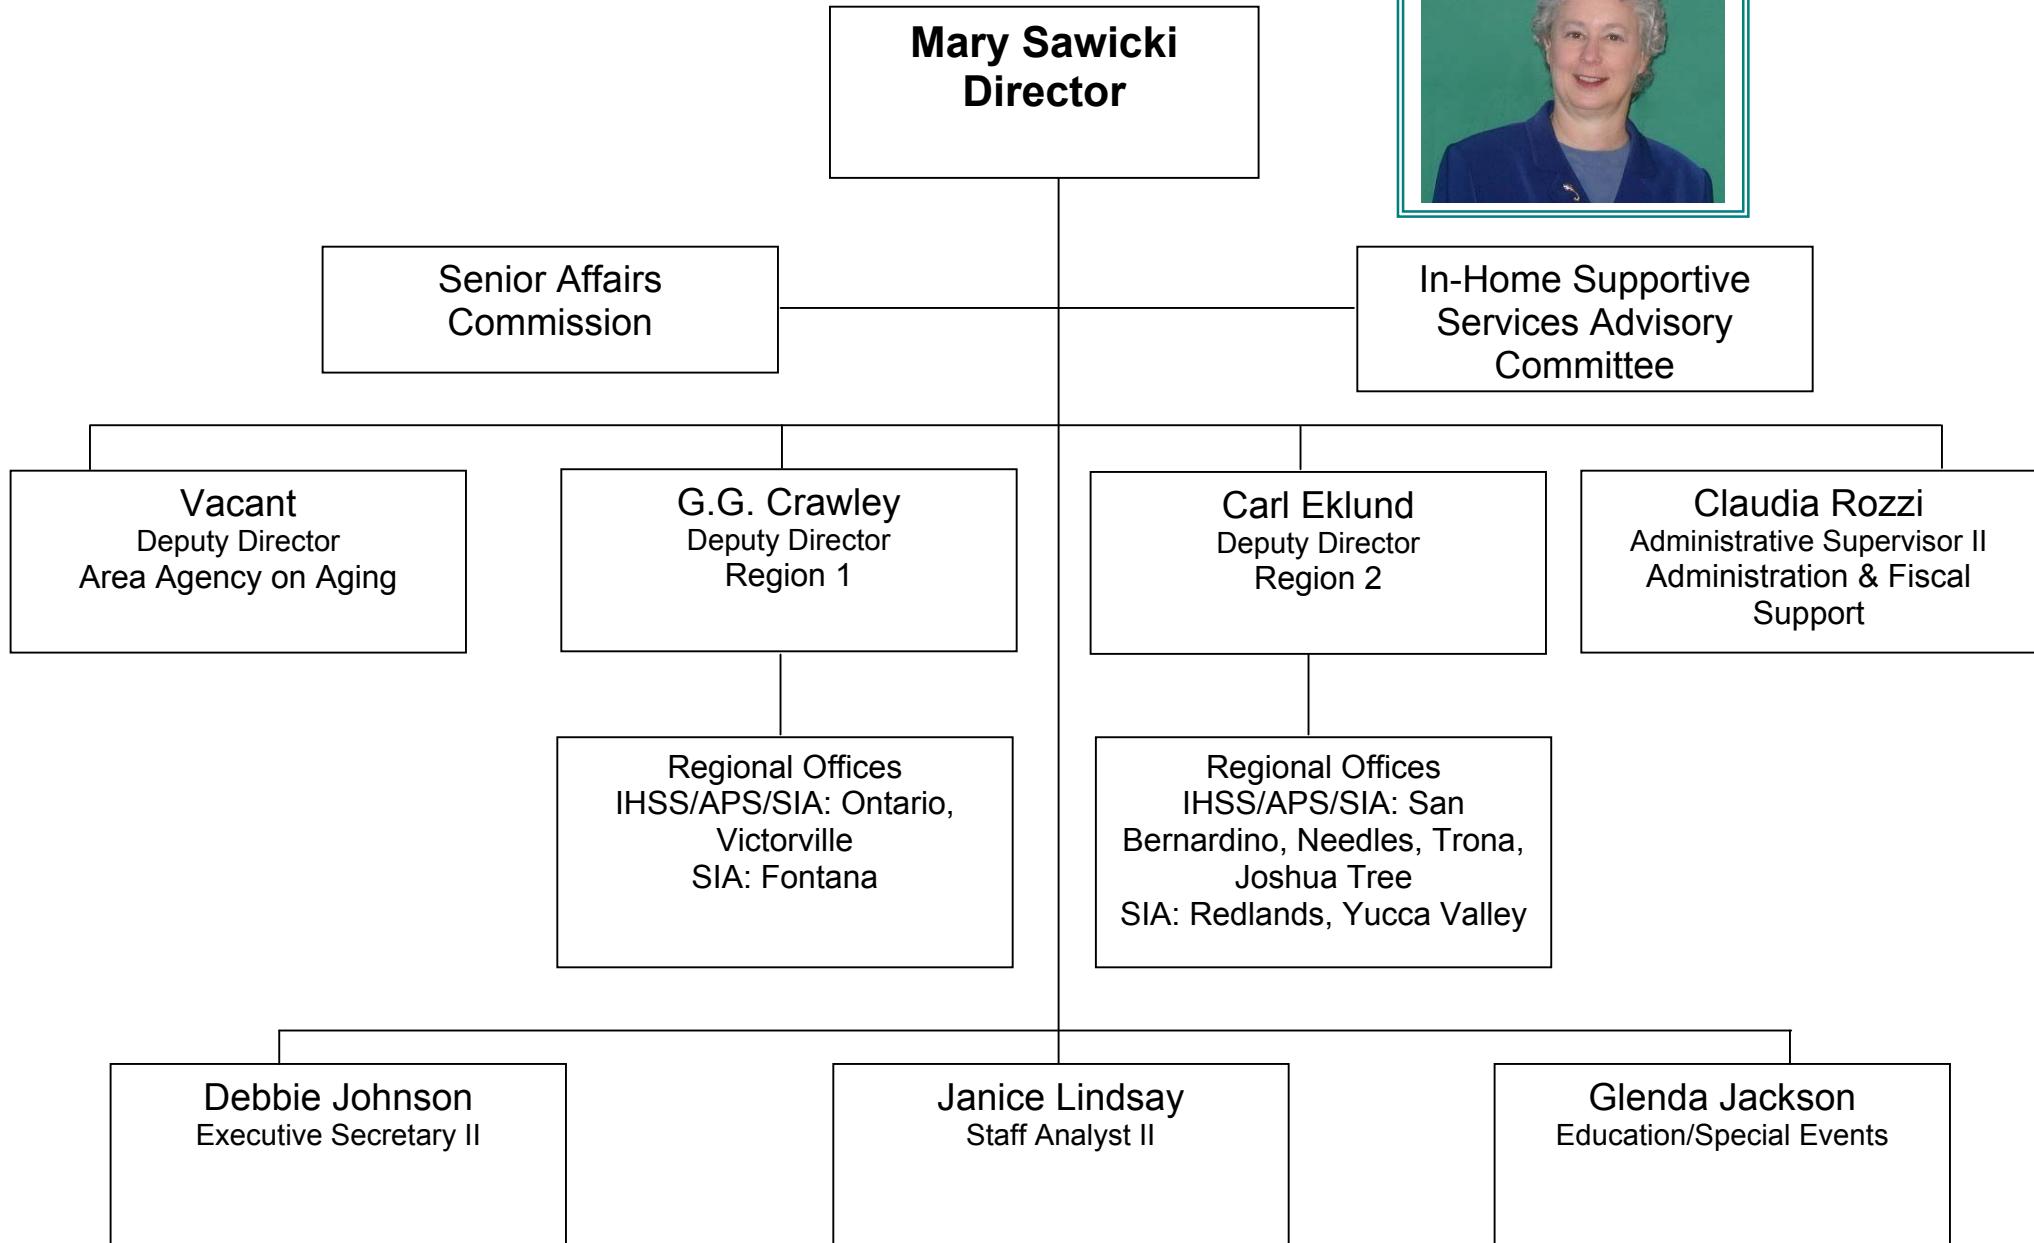 Mary Sawicki
Director
Senior Affairs
Commission
In-Home Supportive
Services Advisory
Committee
Vacant
Deputy Director
Area Agency on Aging
G.G. Crawley
Deputy Director
Region 1
Carl Eklund
Deputy Director
Region 2
Claudia Rozzi
Administrative Supervisor II
Administration & Fiscal
Support
Regional Offices
IHSS/APS/SIA: Ontario,
Victorville
SIA: Fontana
Regional Offices
IHSS/APS/SIA: San
Bernardino, Needles, Trona,
Joshua Tree
SIA: Redlands, Yucca Valley
Debbie Johnson
Executive Secretary II
Janice Lindsay
Staff Analyst II
Glenda Jackson
Education/Special Events